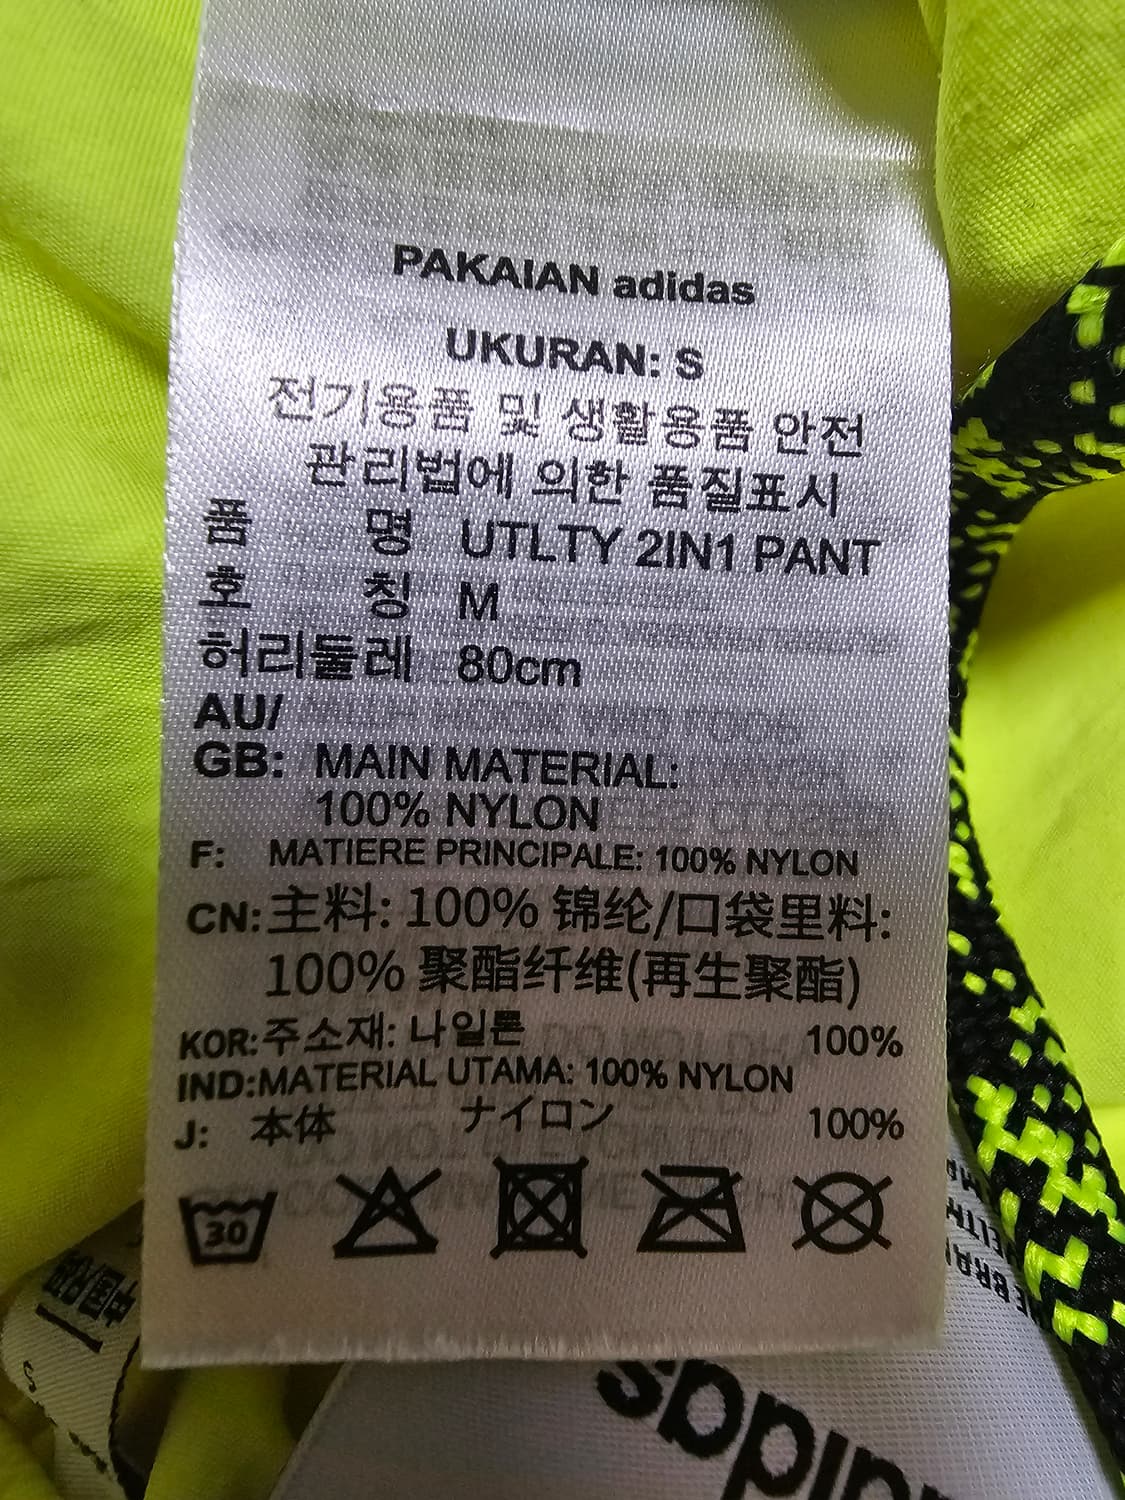 PAKAIAN adidas
UKURAN: S
전기용품 및 생활용품 안전
관리법에 의한 품질표시
품 명 UTLTY 2IN1 PANT
호 칭 M
허리둘레 80cm
AU/
GB: MAIN MATERIAL:
100% NYLON
F: MATIERE PRINCIPALE: 100% NYLON
CN: 主料: 100% 锦纶/口袋里料:
100% 聚酯纤维(再生聚酯)
KOR: 주소재: 나일론 100%
IND: MATERIAL UTAMA: 100% NYLON
J: 本体 ナイロン 100%
30
adidas